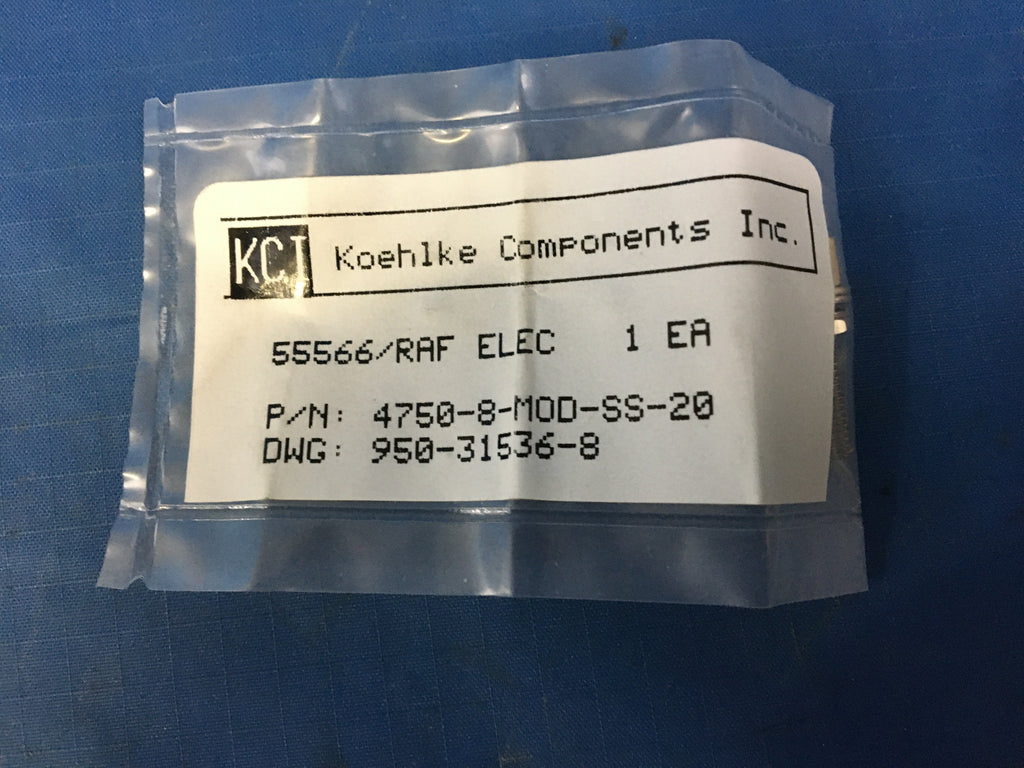 KCI Koehlke Components Inc.
55566/RAF ELEC 1 EA
P/N: 4750-8-MOD-SS-20
DWG: 950-31536-8